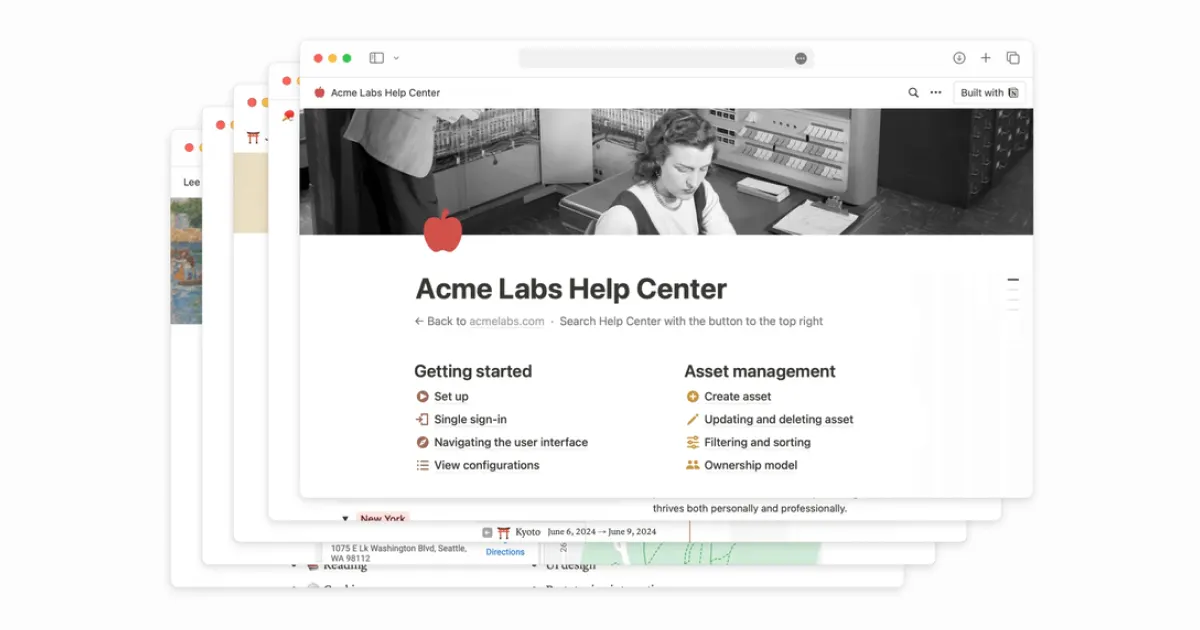 Acme Labs Help Center
Built with
Lee
Acme Labs Help Center
← Back to acmelabs.com · Search Help Center with the button to the top right
Getting started
Set up
Single sign-in
Navigating the user interface
View configurations
Asset management
Create asset
Updating and deleting asset
Filtering and sorting
Ownership model
thrives both personally and professionally.
New York
Kyoto June 6, 2024 → June 9, 2024
1075 E Lk Washington Blvd, Seattle,
WA 98112
Directions
26
Reading
UI design